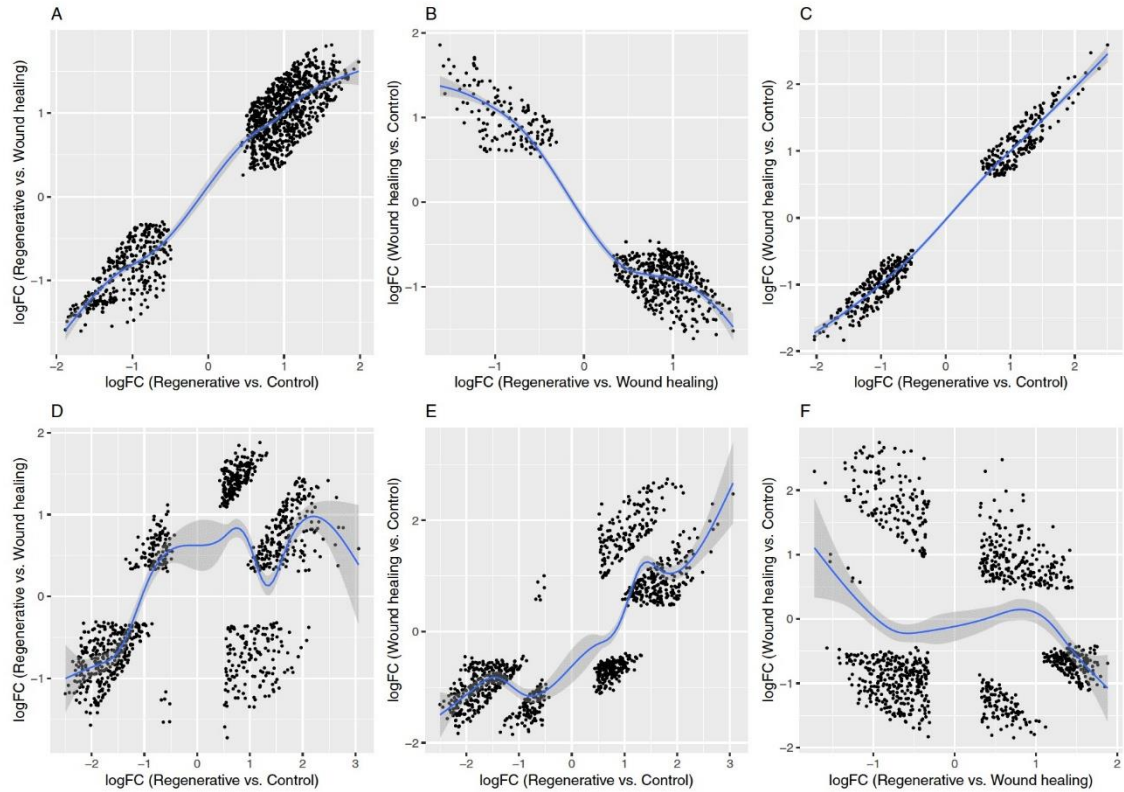 A
B
C
logFC (Regenerative vs. Wound healing)
1
0
−1
−2
−1
0
1
2
logFC (Regenerative vs. Control)
logFC (Wound healing vs. Control)
2
1
0
−1
−1
0
1
logFC (Regenerative vs. Wound healing)
logFC (Wound healing vs. Control)
2
1
0
−1
−2
−2
−1
0
1
2
logFC (Regenerative vs. Control)
D
E
F
logFC (Regenerative vs. Wound healing)
2
1
0
−1
−2
−1
0
1
2
3
logFC (Regenerative vs. Control)
logFC (Wound healing vs. Control)
2
0
−2
−2
−1
0
1
2
3
logFC (Regenerative vs. Control)
logFC (Wound healing vs. Control)
2
1
0
−1
−2
−1
0
1
2
logFC (Regenerative vs. Wound healing)